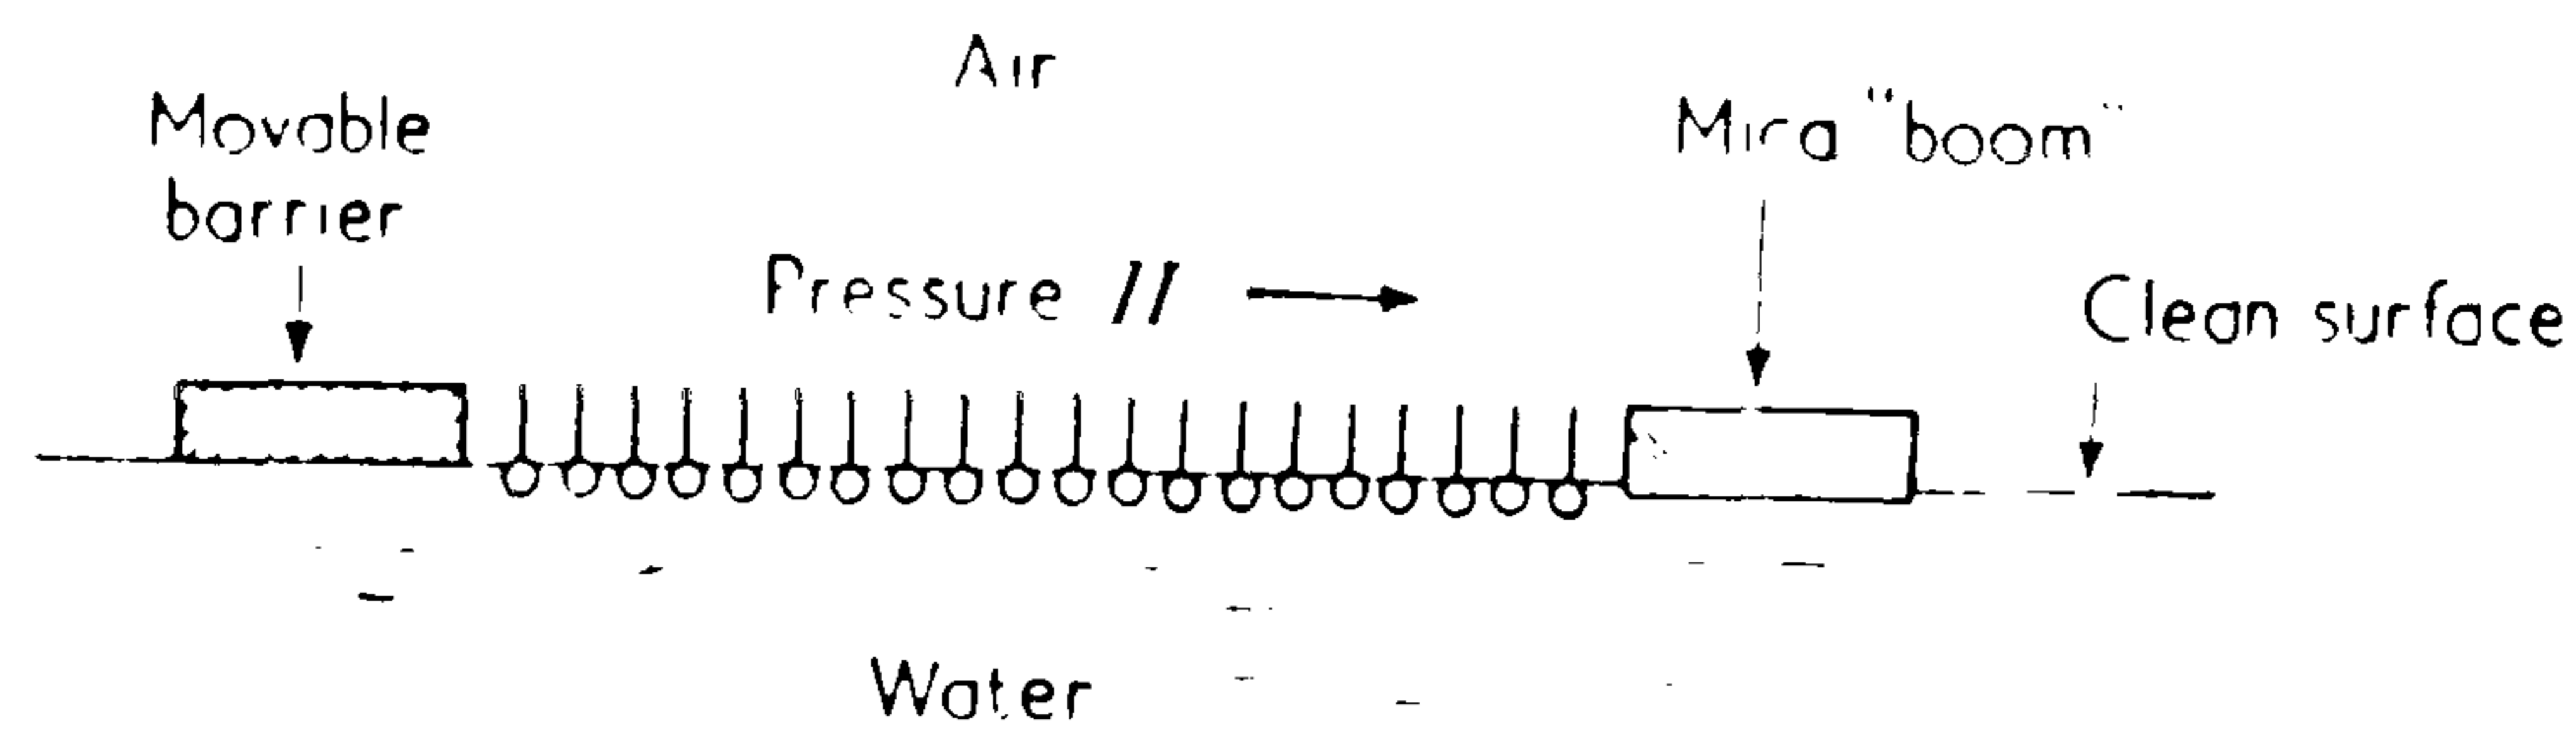 Air
Movable
barrier
Mica "boom"
Pressure Π
Clean surface
Water